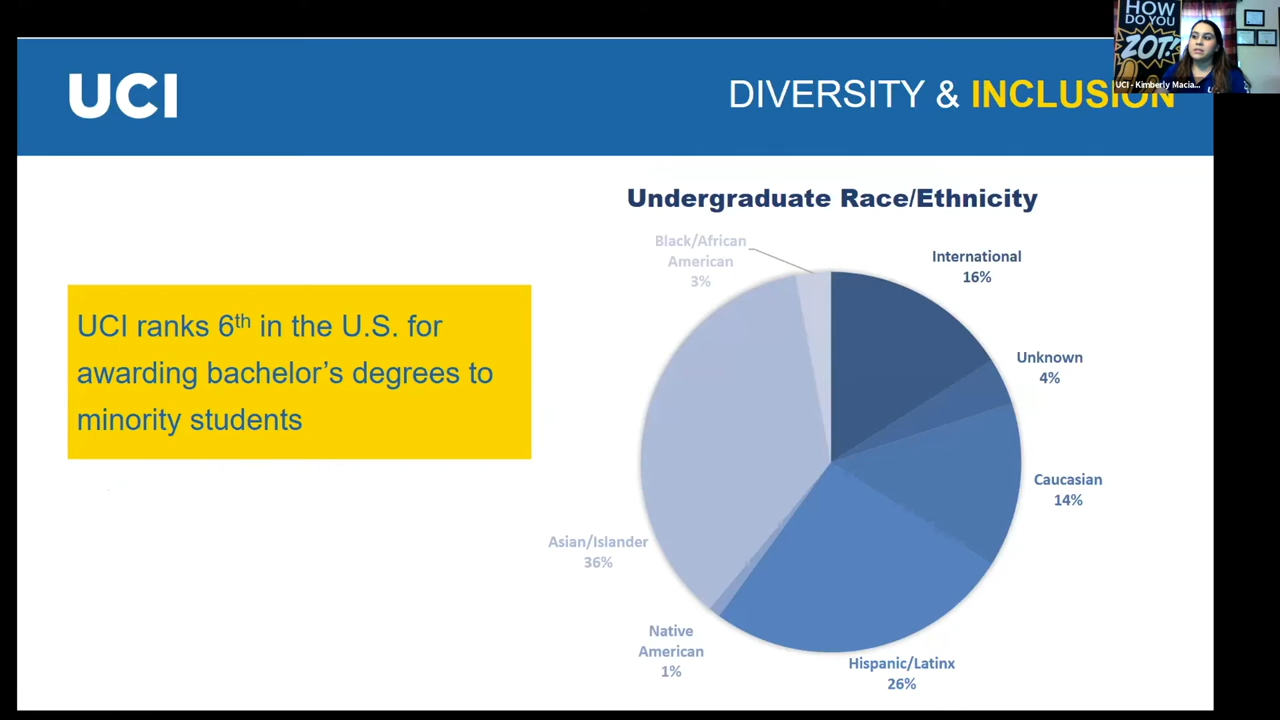 HOW
DO YOU
ZOT!
UCI - Kimberly Macia...
UCI
DIVERSITY & INCLUSION
UCI ranks 6th in the U.S. for
awarding bachelor's degrees to
minority students
Undergraduate Race/Ethnicity
Black/African
American
3%
International
16%
Unknown
4%
Caucasian
14%
Asian/Islander
36%
Native
American
1%
Hispanic/Latinx
26%